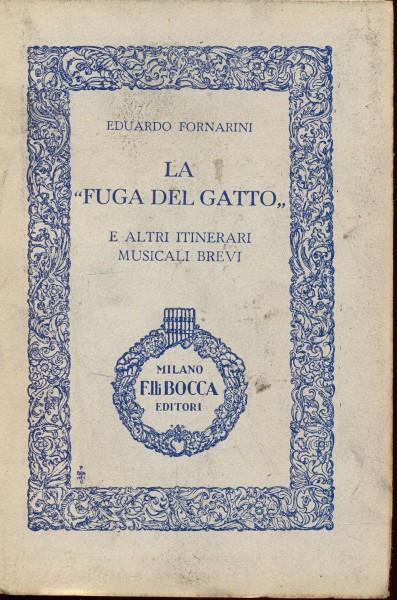 EDUARDO FORNARINI
LA
„FUGA DEL GATTO„
E ALTRI ITINERARI
MUSICALI BREVI
MILANO
F.lli BOCCA
EDITORI